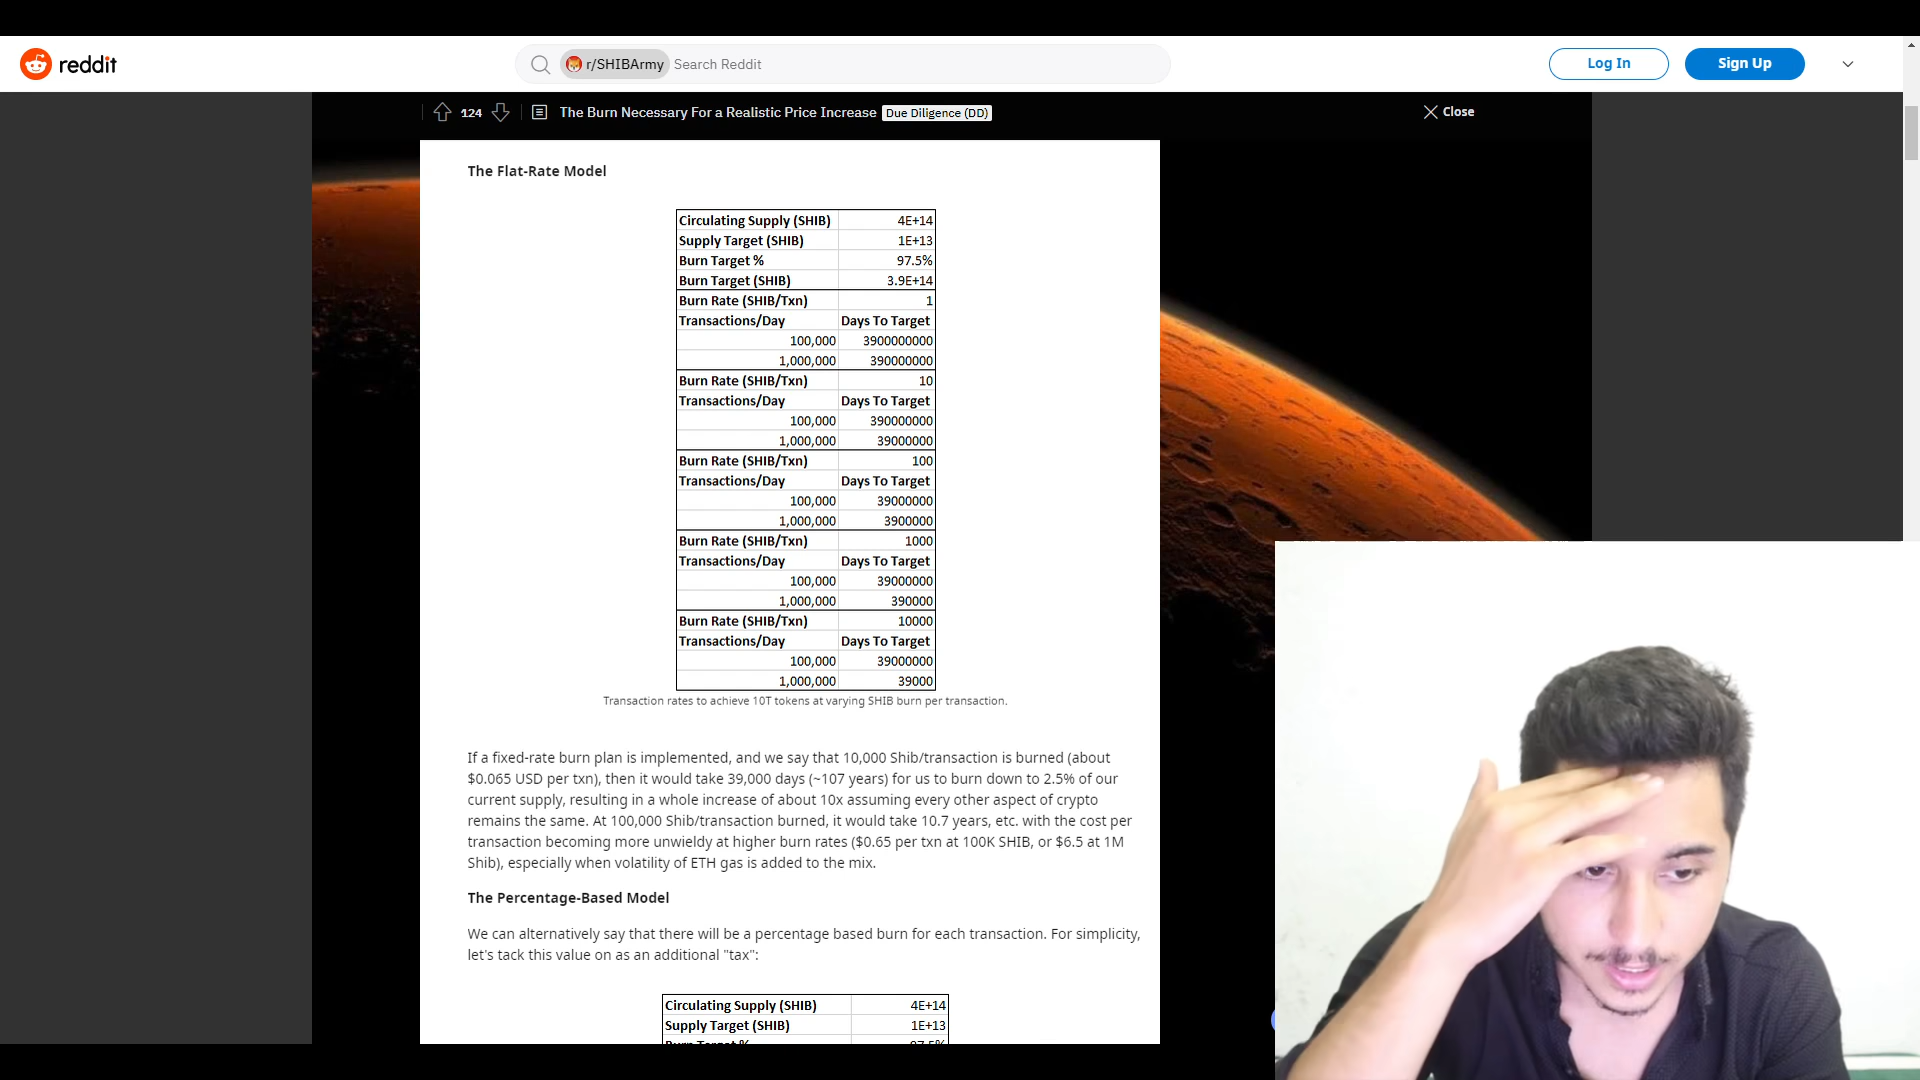 reddit
r/SHIBArmy Search Reddit
Log In
Sign Up
124 The Burn Necessary For a Realistic Price Increase Due Diligence (DD)
Close
The Flat-Rate Model
Circulating Supply (SHIB) 4E+14
Supply Target (SHIB) 1E+13
Burn Target % 97.5%
Burn Target (SHIB) 3.9E+14
Burn Rate (SHIB/Txn) 1
Transactions/Day Days To Target
100,000 3900000000
1,000,000 390000000
Burn Rate (SHIB/Txn) 10
Transactions/Day Days To Target
100,000 390000000
1,000,000 39000000
Burn Rate (SHIB/Txn) 100
Transactions/Day Days To Target
100,000 39000000
1,000,000 3900000
Burn Rate (SHIB/Txn) 1000
Transactions/Day Days To Target
100,000 39000000
1,000,000 390000
Burn Rate (SHIB/Txn) 10000
Transactions/Day Days To Target
100,000 39000000
1,000,000 39000
Transaction rates to achieve 10T tokens at varying SHIB burn per transaction.
If a fixed-rate burn plan is implemented, and we say that 10,000 Shib/transaction is burned (about
$0.065 USD per txn), then it would take 39,000 days (~107 years) for us to burn down to 2.5% of our
current supply, resulting in a whole increase of about 10x assuming every other aspect of crypto
remains the same. At 100,000 Shib/transaction burned, it would take 10.7 years, etc. with the cost per
transaction becoming more unwieldy at higher burn rates ($0.65 per txn at 100K SHIB, or $6.5 at 1M
Shib), especially when volatility of ETH gas is added to the mix.
The Percentage-Based Model
We can alternatively say that there will be a percentage based burn for each transaction. For simplicity,
let's tack this value on as an additional "tax":
Circulating Supply (SHIB) 4E+14
Supply Target (SHIB) 1E+13
Burn Target % 97.5%